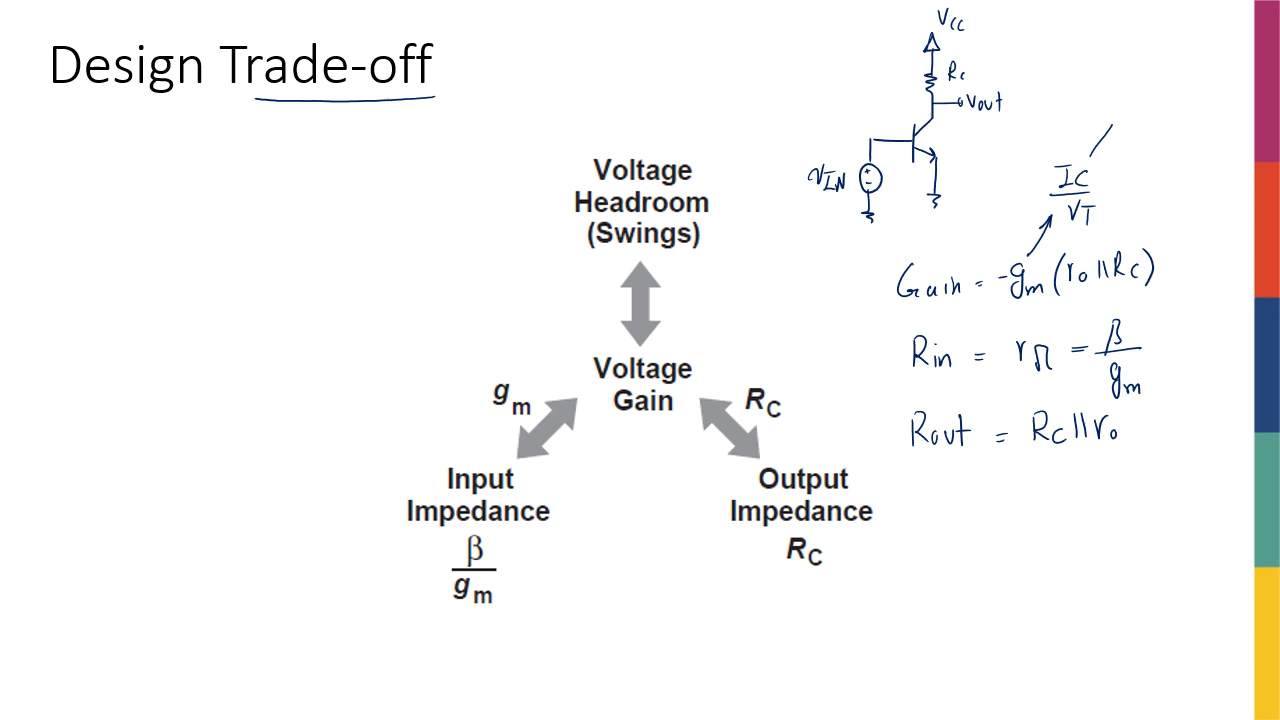 Design Trade-off
Voltage
Headroom
(Swings)
Voltage
Gain
gm
RC
Input
Impedance
β
gm
Output
Impedance
RC
VCC
Rc
Vout
VIN
+
-
IC
VT
Gain = -gm (ro || RC)
Rin = rπ = β
gm
Rout = RC || ro